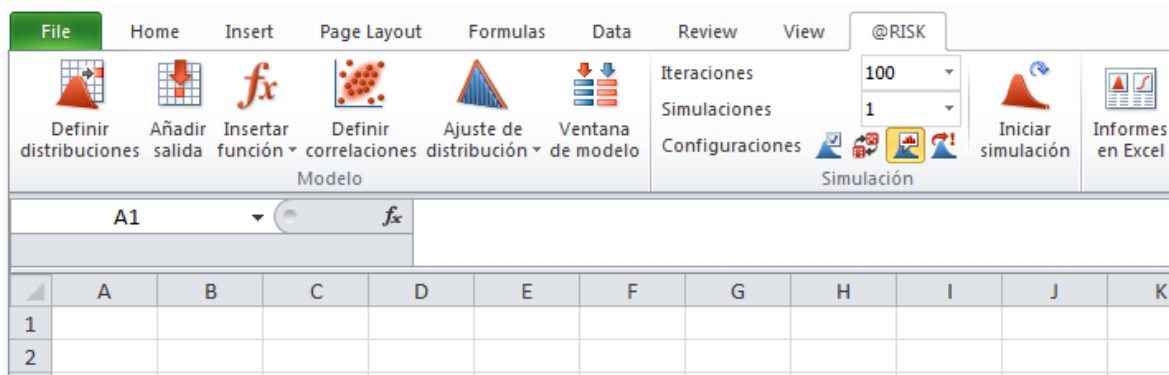 File Home Insert Page Layout Formulas Data Review View @RISK
Iteraciones 100
Simulaciones 1
Configuraciones
Definir distribuciones
Añadir salida
Insertar función
Definir correlaciones
Ajuste de distribución
Ventana de modelo
Iniciar simulación
Informes en Excel
Modelo Simulación
A1 fx
A B C D E F G H I J K
1
2